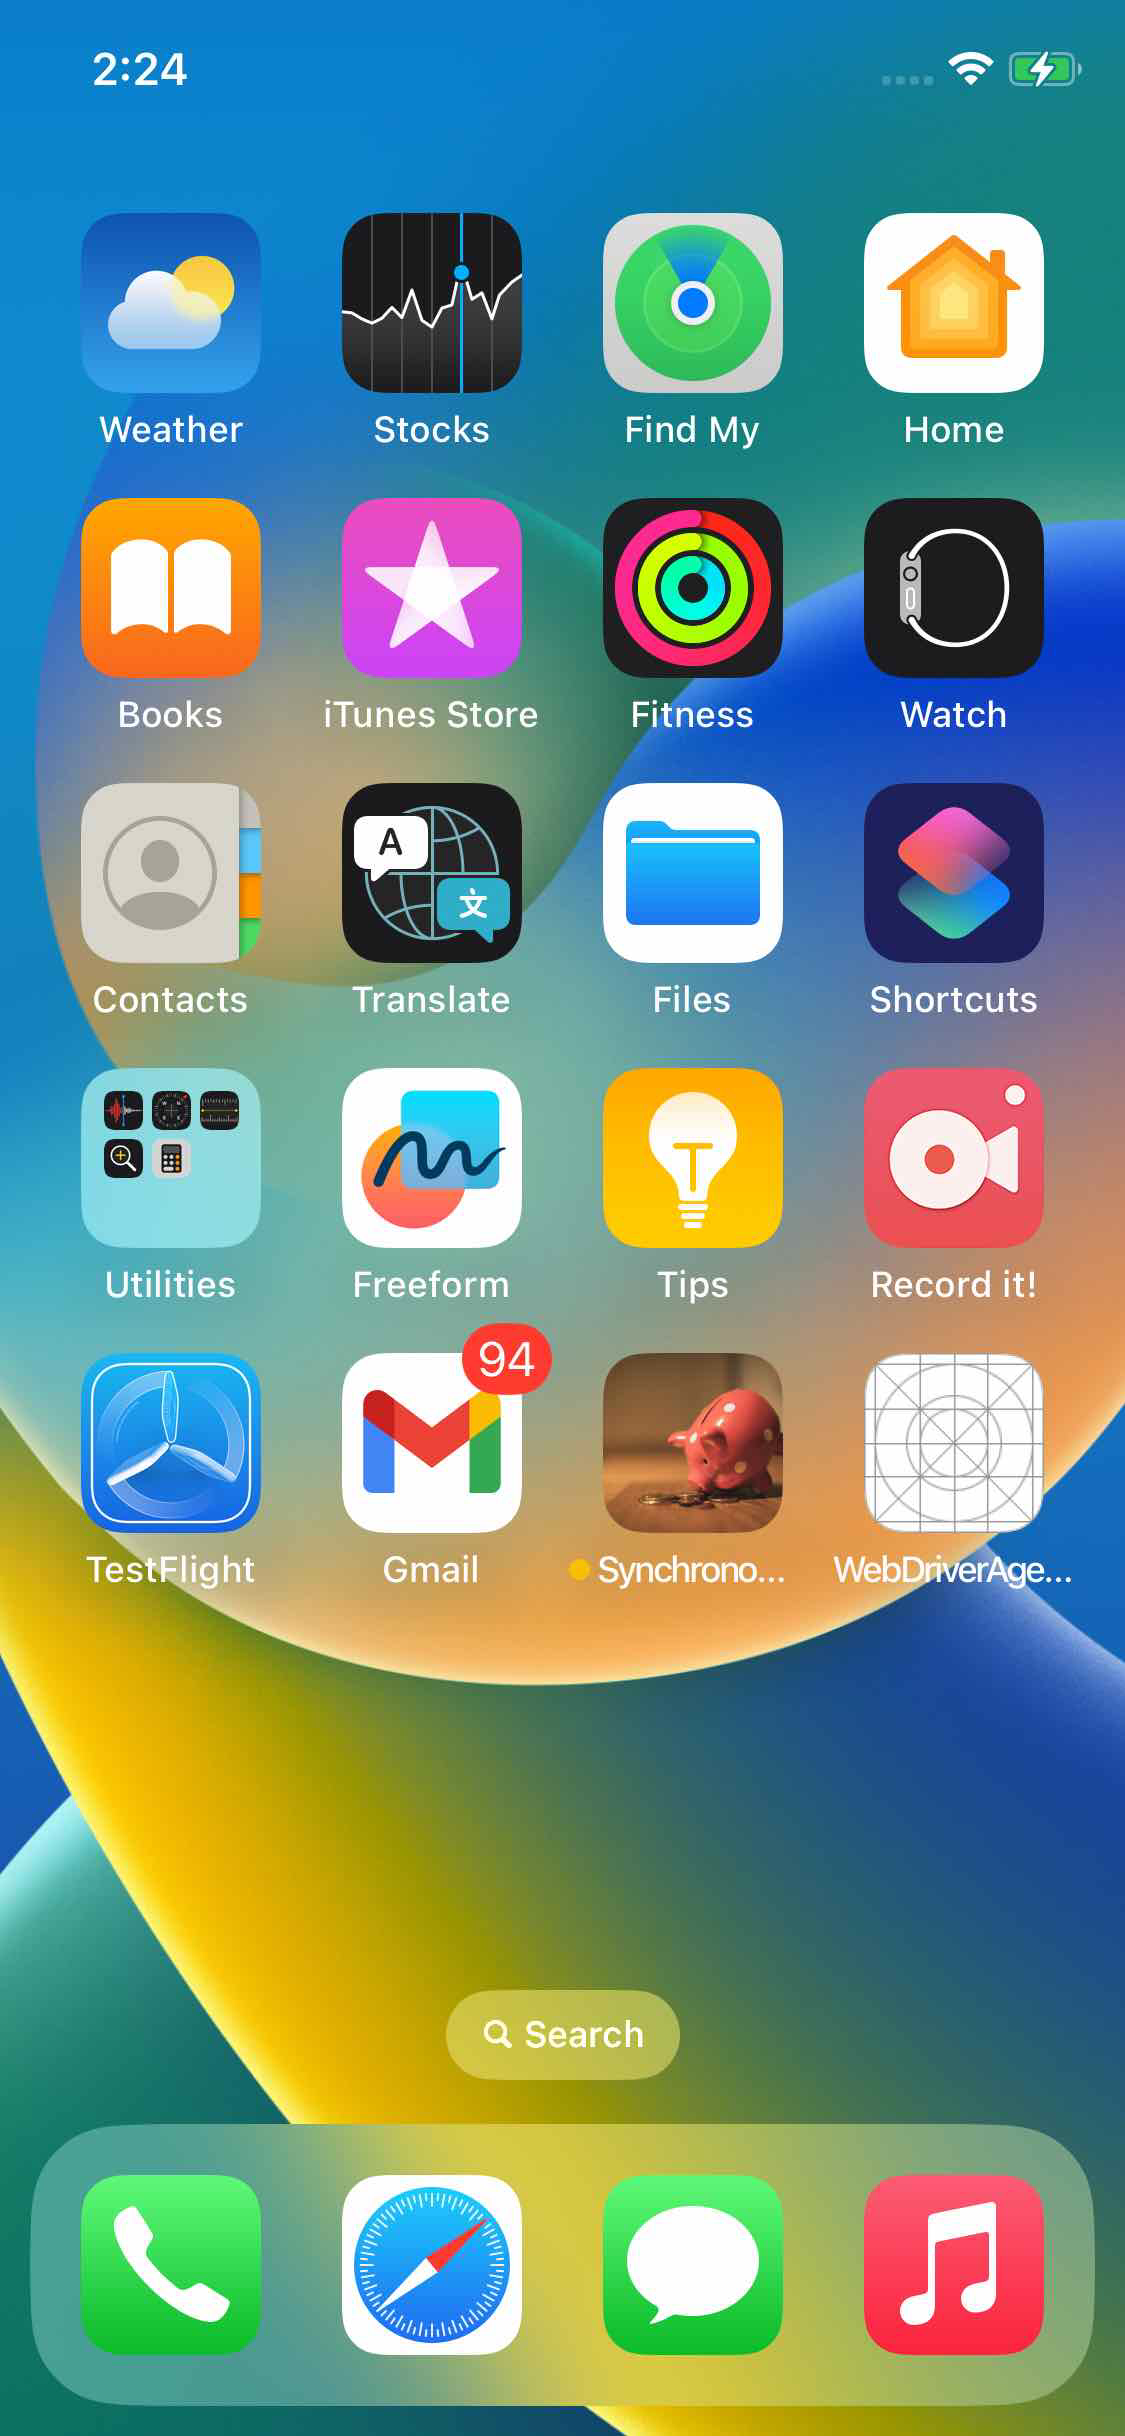 2:24
Weather Stocks Find My Home
Books iTunes Store Fitness Watch
A 文
Contacts Translate Files Shortcuts
Utilities Freeform Tips Record it!
94
TestFlight Gmail Synchrono... WebDriverAge...
Search